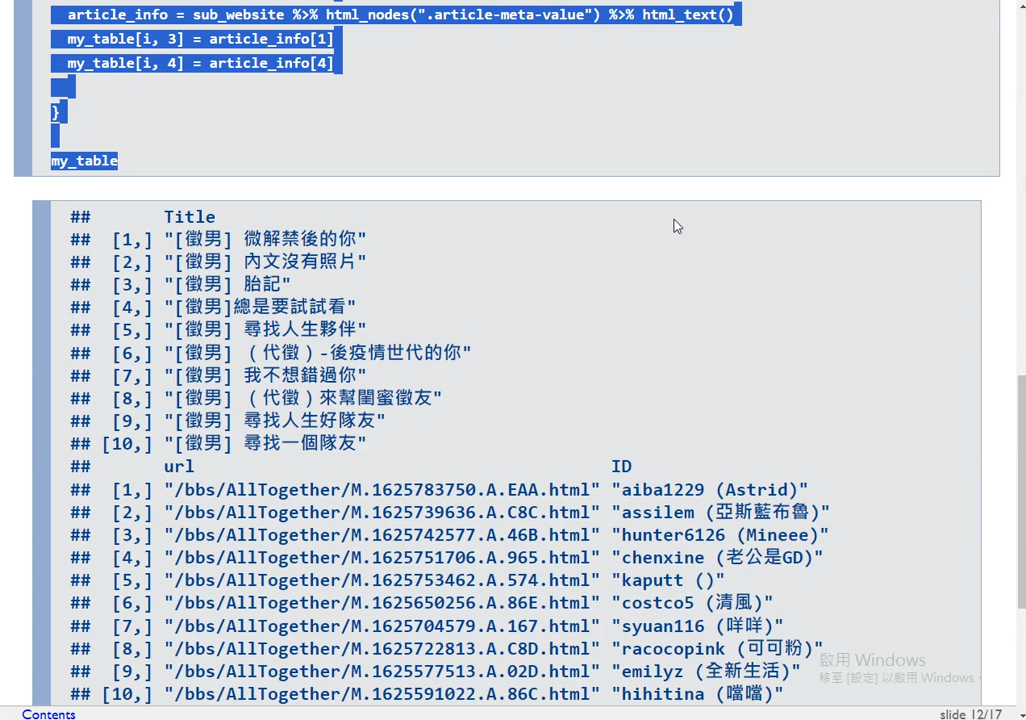 article_info = sub_website %>% html_nodes(".article-meta-value") %>% html_text()
my_table[i, 3] = article_info[1]
my_table[i, 4] = article_info[4]
}
my_table
## Title
## [1,] "[徵男] 微解禁後的你"
## [2,] "[徵男] 內文沒有照片"
## [3,] "[徵男] 胎記"
## [4,] "[徵男]總是要試試看"
## [5,] "[徵男] 尋找人生夥伴"
## [6,] "[徵男] （代徵）-後疫情世代的你"
## [7,] "[徵男] 我不想錯過你"
## [8,] "[徵男] （代徵）來幫閨蜜徵友"
## [9,] "[徵男] 尋找人生好隊友"
## [10,] "[徵男] 尋找一個隊友"
## url ID
## [1,] "/bbs/AllTogether/M.1625783750.A.EAA.html" "aiba1229 (Astrid)"
## [2,] "/bbs/AllTogether/M.1625739636.A.C8C.html" "assilem (亞斯藍布魯)"
## [3,] "/bbs/AllTogether/M.1625742577.A.46B.html" "hunter6126 (Mineee)"
## [4,] "/bbs/AllTogether/M.1625751706.A.965.html" "chenxine (老公是GD)"
## [5,] "/bbs/AllTogether/M.1625753462.A.574.html" "kaputt ()"
## [6,] "/bbs/AllTogether/M.1625650256.A.86E.html" "costco5 (清風)"
## [7,] "/bbs/AllTogether/M.1625704579.A.167.html" "syuan116 (咩咩)"
## [8,] "/bbs/AllTogether/M.1625722813.A.C8D.html" "racocopink (可可粉)"
## [9,] "/bbs/AllTogether/M.1625577513.A.02D.html" "emilyz (全新生活)"
## [10,] "/bbs/AllTogether/M.1625591022.A.86C.html" "hihitina (噹噹)"
啟用 Windows
移至 [設定] 以啟用 Windows。
Contents
slide 12/17